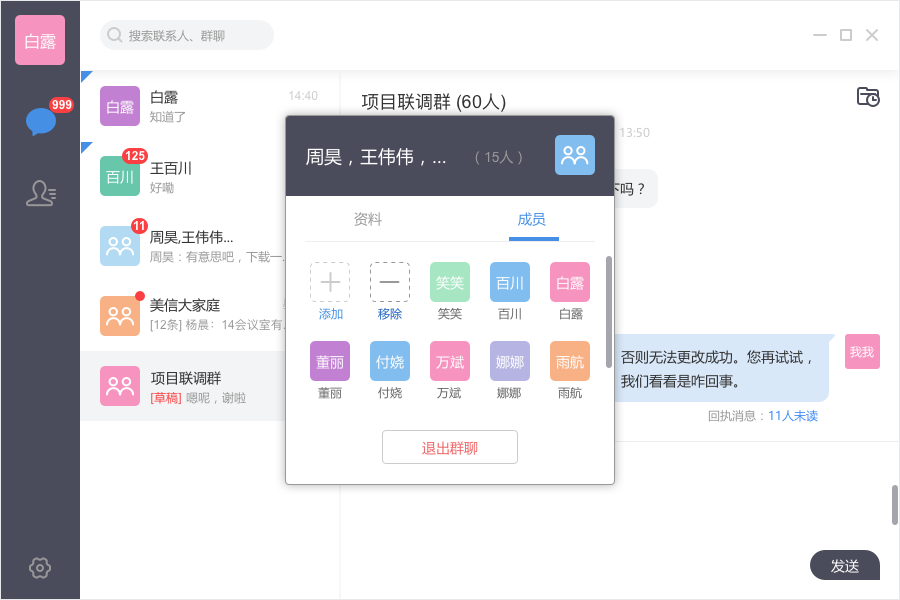 白露
搜索联系人、群聊
999
白露
白露
14:40
知道了
125
百川
王百川
好嘞
11
周昊,王伟伟...
周昊：有意思吧，下载一..
美信大家庭
[12条] 杨晨：14会议室有.
项目联调群
[草稿] 嗯呢，谢啦
项目联调群 (60人)
13:50
下吗？
周昊，王伟伟，...
（ 15人 ）
资料
成员
添加
移除
笑笑
笑笑
百川
百川
白露
白露
董丽
董丽
付娆
付娆
万斌
万斌
娜娜
娜娜
雨航
雨航
退出群聊
否则无法更改成功。您再试试，
我们看看是咋回事。
我我
回执消息：11人未读
发送